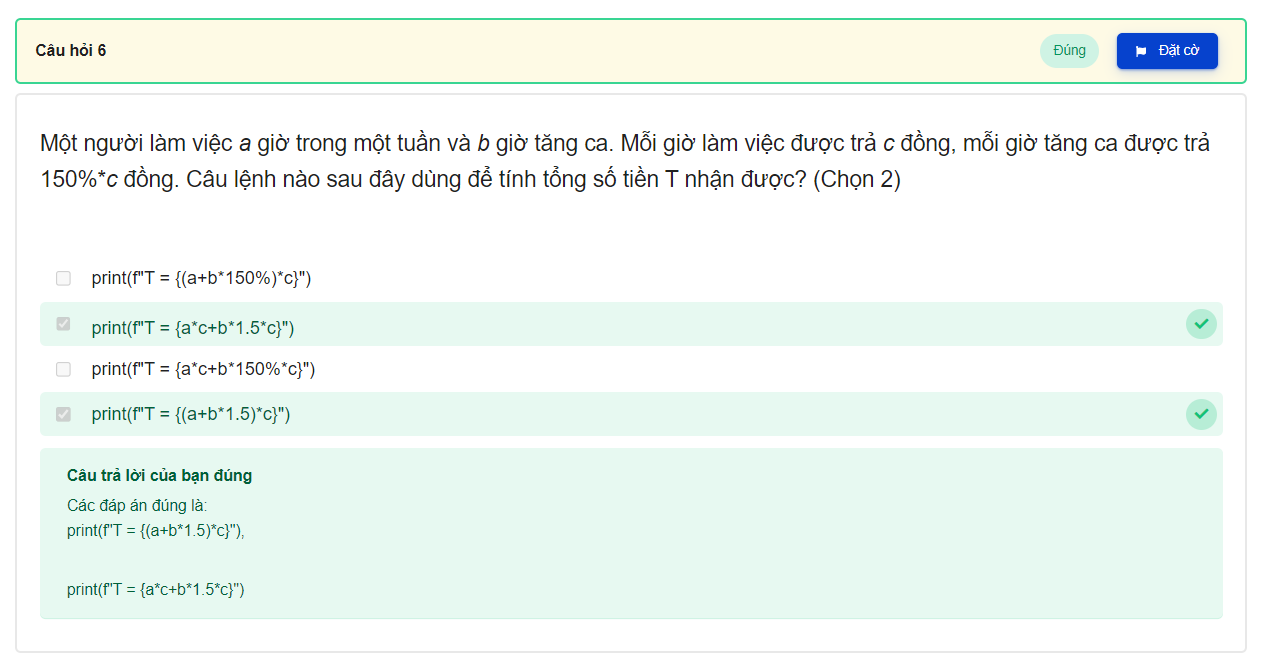 Câu hỏi 6
Đúng
Đặt cờ
Một người làm việc a giờ trong một tuần và b giờ tăng ca. Mỗi giờ làm việc được trả c đồng, mỗi giờ tăng ca được trả
150%*c đồng. Câu lệnh nào sau đây dùng để tính tổng số tiền T nhận được? (Chọn 2)
print(f"T = {(a+b*150%)*c}")
print(f"T = {a*c+b*1.5*c}")
print(f"T = {a*c+b*150%*c}")
print(f"T = {(a+b*1.5)*c}")
Câu trả lời của bạn đúng
Các đáp án đúng là:
print(f"T = {(a+b*1.5)*c}"),
print(f"T = {a*c+b*1.5*c}")